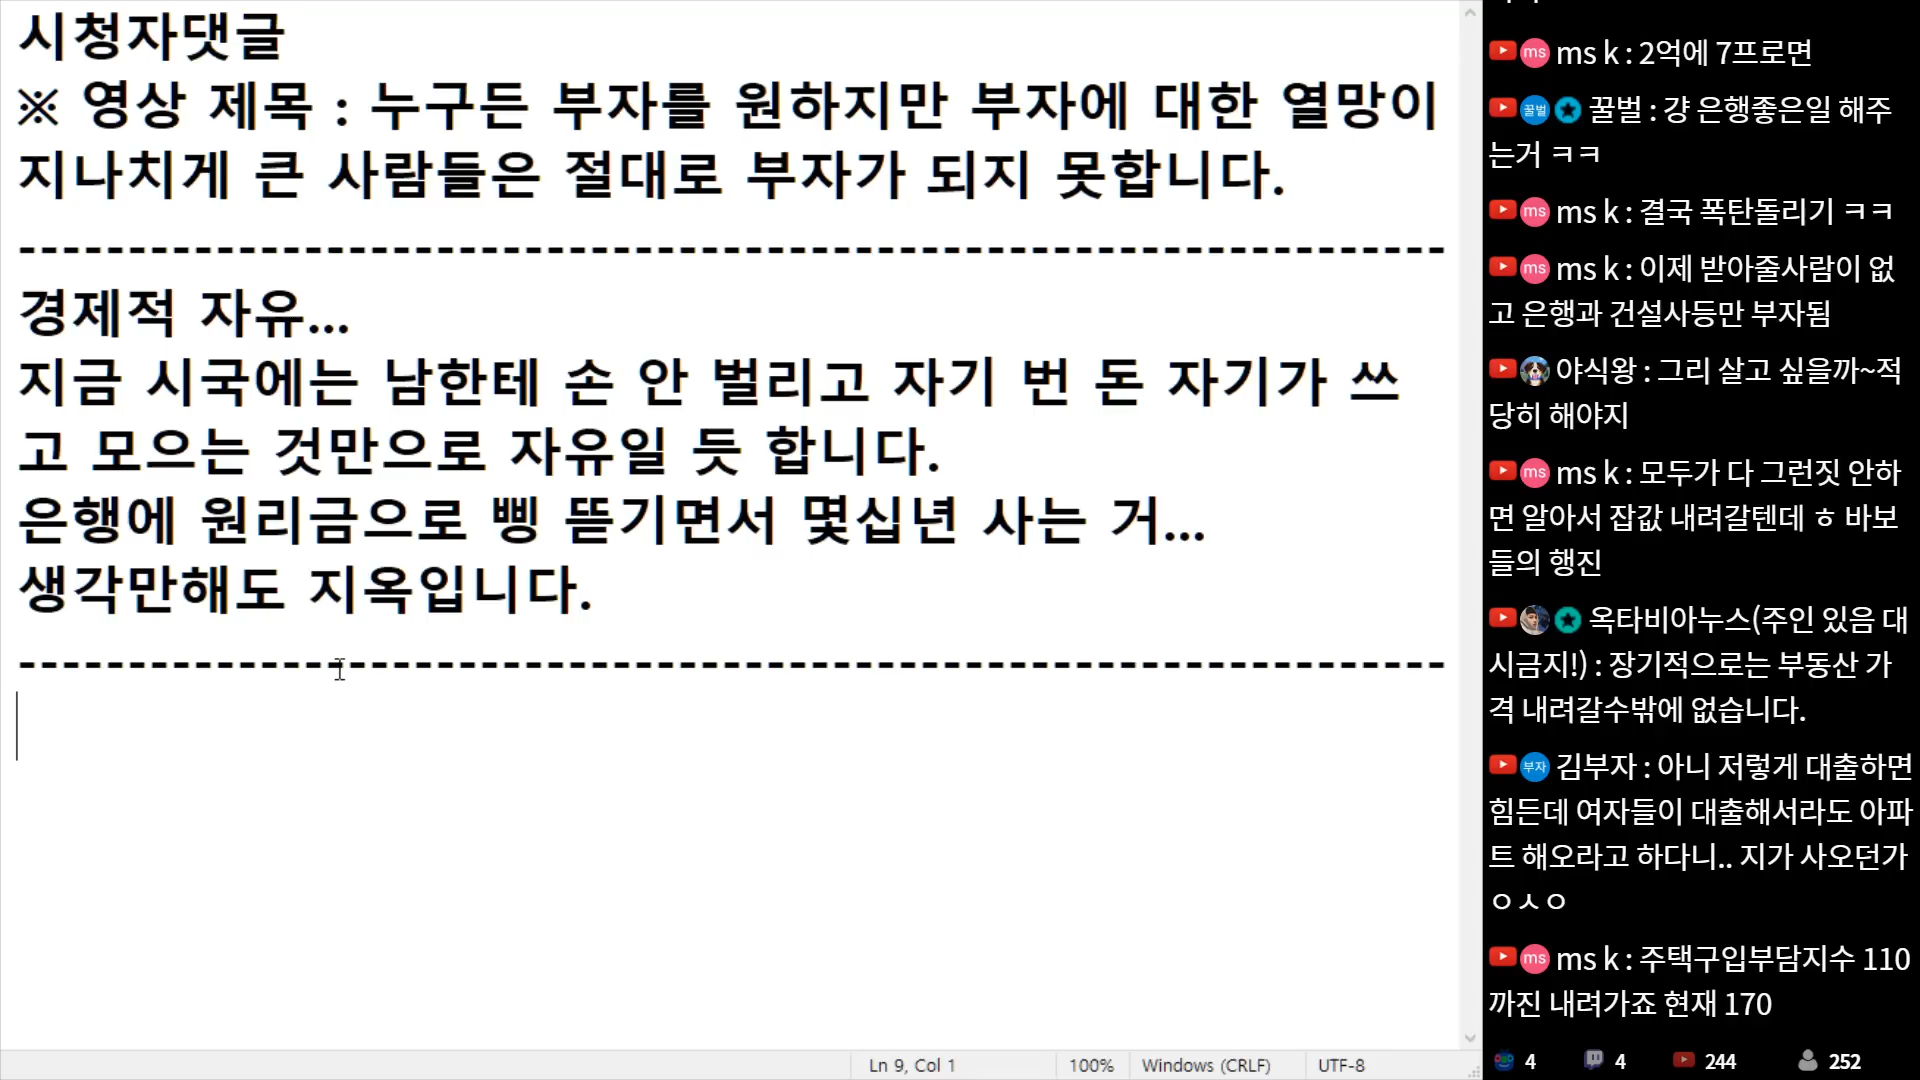 시청자댓글
※ 영상 제목 : 누구든 부자를 원하지만 부자에 대한 열망이
지나치게 큰 사람들은 절대로 부자가 되지 못합니다.
------------------------------------------------------------------
경제적 자유...
지금 시국에는 남한테 손 안 벌리고 자기 번 돈 자기가 쓰
고 모으는 것만으로 자유일 듯 합니다.
은행에 원리금으로 삥 뜯기면서 몇십년 사는 거...
생각만해도 지옥입니다.
------------------------------------------------------------------
Ln 9, Col 1
100%
Windows (CRLF)
UTF-8
ms ms k : 2억에 7프로면
꿀벌 꿀벌 : 걍 은행좋은일 해주
는거 ㅋㅋ
ms ms k : 결국 폭탄돌리기 ㅋㅋ
ms ms k : 이제 받아줄사람이 없
고 은행과 건설사등만 부자됨
야식왕 : 그리 살고 싶을까~적
당히 해야지
ms ms k : 모두가 다 그런짓 안하
면 알아서 잡값 내려갈텐데 ㅎ 바보
들의 행진
옥타비아누스(주인 있음 대
시금지!) : 장기적으로는 부동산 가
격 내려갈수밖에 없습니다.
부자 김부자 : 아니 저렇게 대출하면
힘든데 여자들이 대출해서라도 아파
트 해오라고 하다니.. 지가 사오던가
ㅇㅅㅇ
ms ms k : 주택구입부담지수 110
까진 내려가죠 현재 170
4
4
244
252